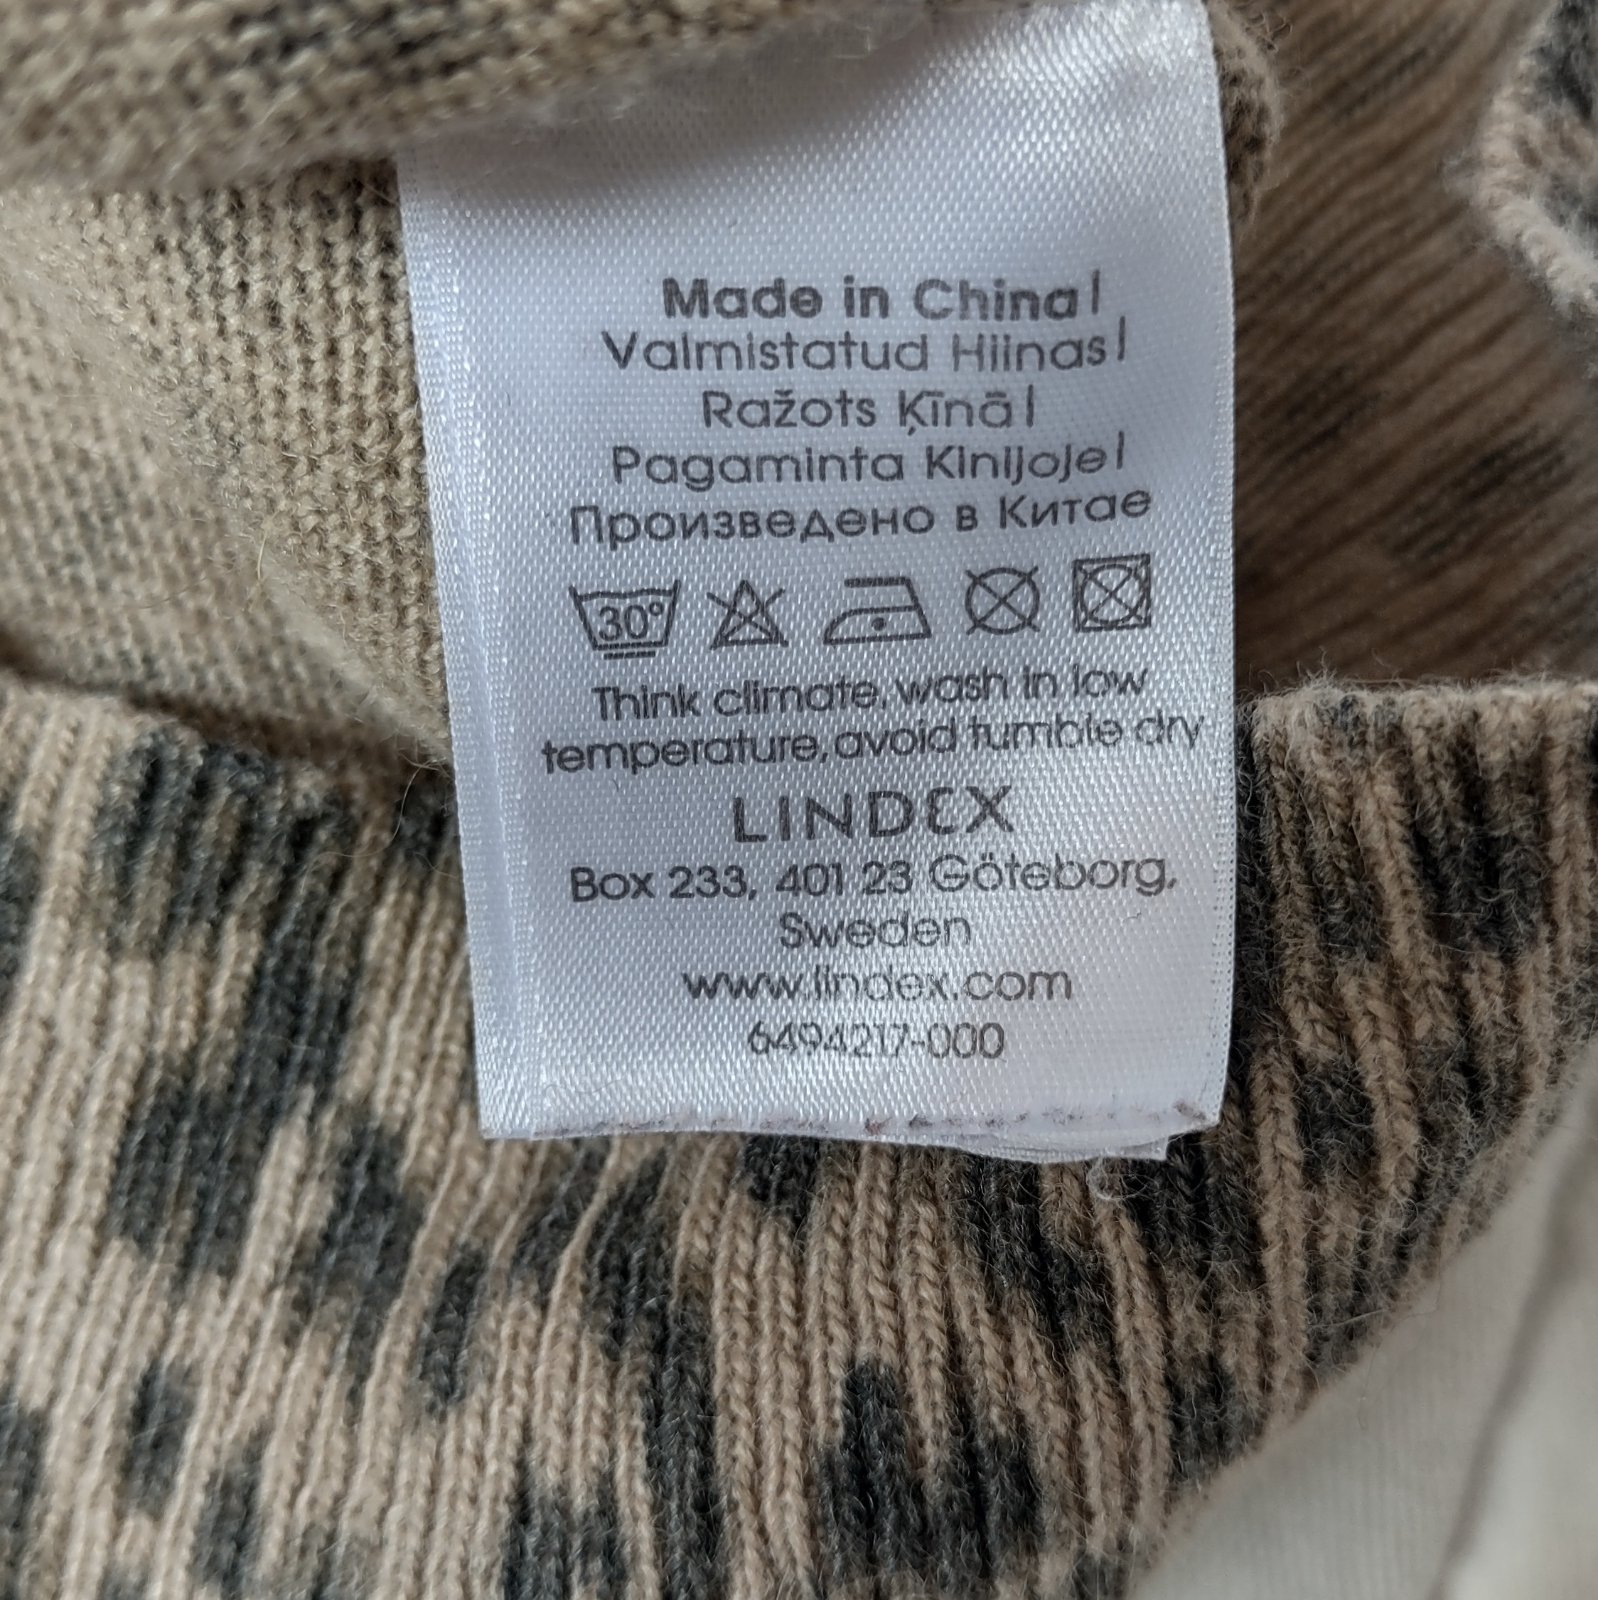 Made in China|
Valmistatud Hiinas|
Ražots Ķīnā|
Pagaminta Kinijoje|
Произведено в Китае
30°
Think climate, wash in low
temperature, avoid tumble dry
LINDEX
Box 233, 401 23 Göteborg,
Sweden
www.lindex.com
6494217-000